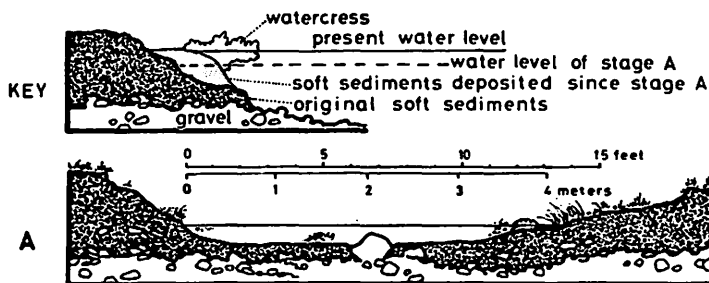 watercress
present water level
water level of stage A
KEY
soft sediments deposited since stage A
original soft sediments
gravel
0 5 10 15 feet
0 1 2 3 4 meters
A